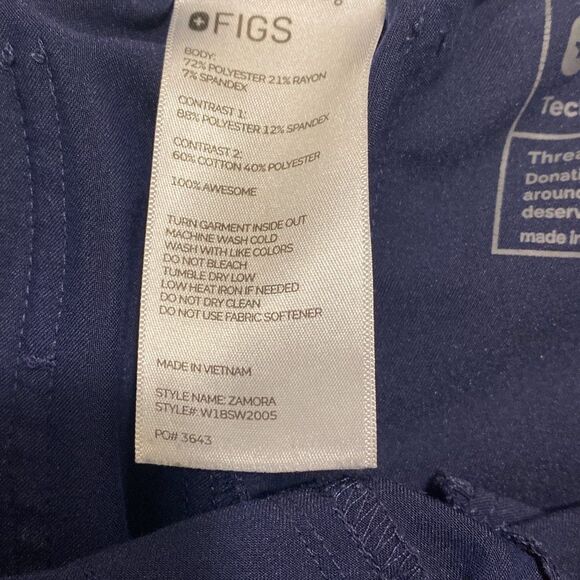 FIGS
BODY:
72% POLYESTER 21% RAYON
7% SPANDEX
CONTRAST 1:
88% POLYESTER 12% SPANDEX
CONTRAST 2:
60% COTTON 40% POLYESTER
100% AWESOME
TURN GARMENT INSIDE OUT
MACHINE WASH COLD
WASH WITH LIKE COLORS
DO NOT BLEACH
TUMBLE DRY LOW
LOW HEAT IRON IF NEEDED
DO NOT DRY CLEAN
DO NOT USE FABRIC SOFTENER
MADE IN VIETNAM
STYLE NAME: ZAMORA
STYLE#: W18SW2005
PO# 3643
Tec
Threa
Donati
around
deserv
made in